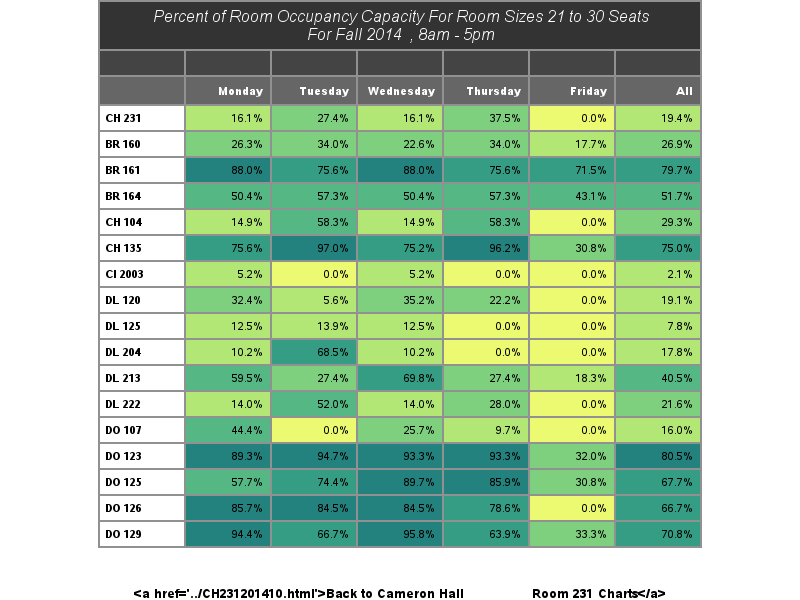 Percent of Room Occupancy Capacity For Room Sizes 21 to 30 Seats
For Fall 2014 , 8am - 5pm
Monday Tuesday Wednesday Thursday Friday All
CH 231 16.1% 27.4% 16.1% 37.5% 0.0% 19.4%
BR 160 26.3% 34.0% 22.6% 34.0% 17.7% 26.9%
BR 161 88.0% 75.6% 88.0% 75.6% 71.5% 79.7%
BR 164 50.4% 57.3% 50.4% 57.3% 43.1% 51.7%
CH 104 14.9% 58.3% 14.9% 58.3% 0.0% 29.3%
CH 135 75.6% 97.0% 75.2% 96.2% 30.8% 75.0%
CI 2003 5.2% 0.0% 5.2% 0.0% 0.0% 2.1%
DL 120 32.4% 5.6% 35.2% 22.2% 0.0% 19.1%
DL 125 12.5% 13.9% 12.5% 0.0% 0.0% 7.8%
DL 204 10.2% 68.5% 10.2% 0.0% 0.0% 17.8%
DL 213 59.5% 27.4% 69.8% 27.4% 18.3% 40.5%
DL 222 14.0% 52.0% 14.0% 28.0% 0.0% 21.6%
DO 107 44.4% 0.0% 25.7% 9.7% 0.0% 16.0%
DO 123 89.3% 94.7% 93.3% 93.3% 32.0% 80.5%
DO 125 57.7% 74.4% 89.7% 85.9% 30.8% 67.7%
DO 126 85.7% 84.5% 84.5% 78.6% 0.0% 66.7%
DO 129 94.4% 66.7% 95.8% 63.9% 33.3% 70.8%
<a href='../CH231201410.html'>Back to Cameron Hall Room 231 Charts</a>